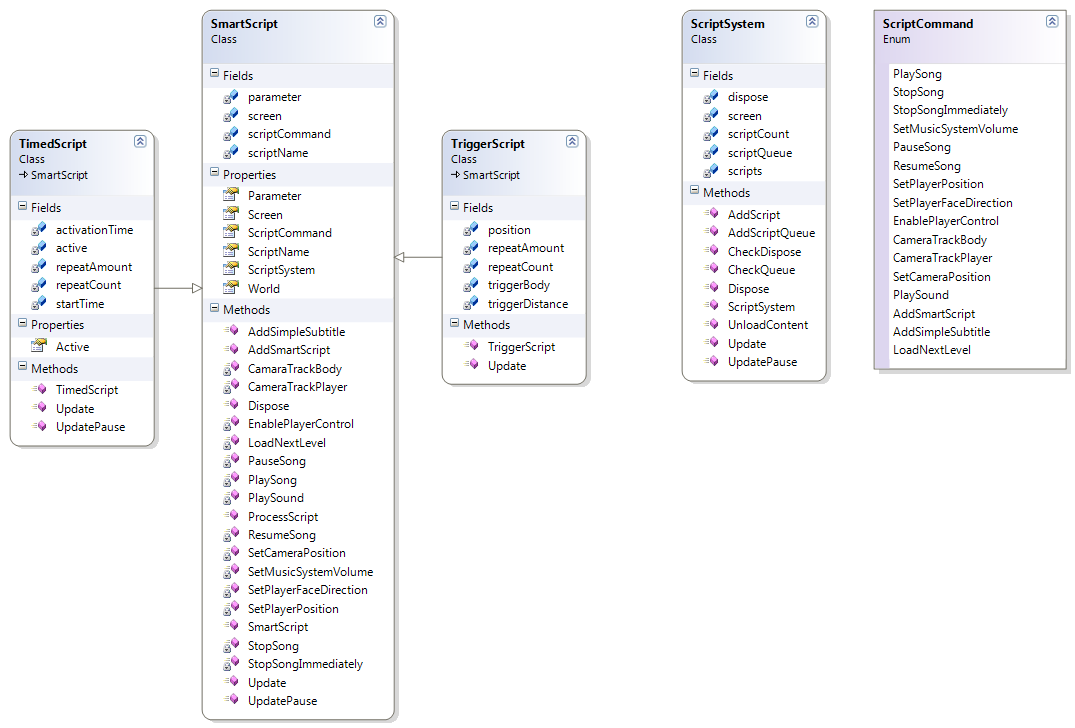 TimedScript
Class
SmartScript
Fields
activationTime
active
repeatAmount
repeatCount
startTime
Properties
Active
Methods
TimedScript
Update
UpdatePause
SmartScript
Class
Fields
parameter
screen
scriptCommand
scriptName
Properties
Parameter
Screen
ScriptCommand
ScriptName
ScriptSystem
World
Methods
AddSimpleSubtitle
AddSmartScript
CamaraTrackBody
CameraTrackPlayer
Dispose
EnablePlayerControl
LoadNextLevel
PauseSong
PlaySong
PlaySound
ProcessScript
ResumeSong
SetCameraPosition
SetMusicSystemVolume
SetPlayerFaceDirection
SetPlayerPosition
SmartScript
StopSong
StopSongImmediately
Update
UpdatePause
TriggerScript
Class
SmartScript
Fields
position
repeatAmount
repeatCount
triggerBody
triggerDistance
Methods
TriggerScript
Update
ScriptSystem
Class
Fields
dispose
screen
scriptCount
scriptQueue
scripts
Methods
AddScript
AddScriptQueue
CheckDispose
CheckQueue
Dispose
ScriptSystem
UnloadContent
Update
UpdatePause
ScriptCommand
Enum
PlaySong
StopSong
StopSongImmediately
SetMusicSystemVolume
PauseSong
ResumeSong
SetPlayerPosition
SetPlayerFaceDirection
EnablePlayerControl
CameraTrackBody
CameraTrackPlayer
SetCameraPosition
PlaySound
AddSmartScript
AddSimpleSubtitle
LoadNextLevel